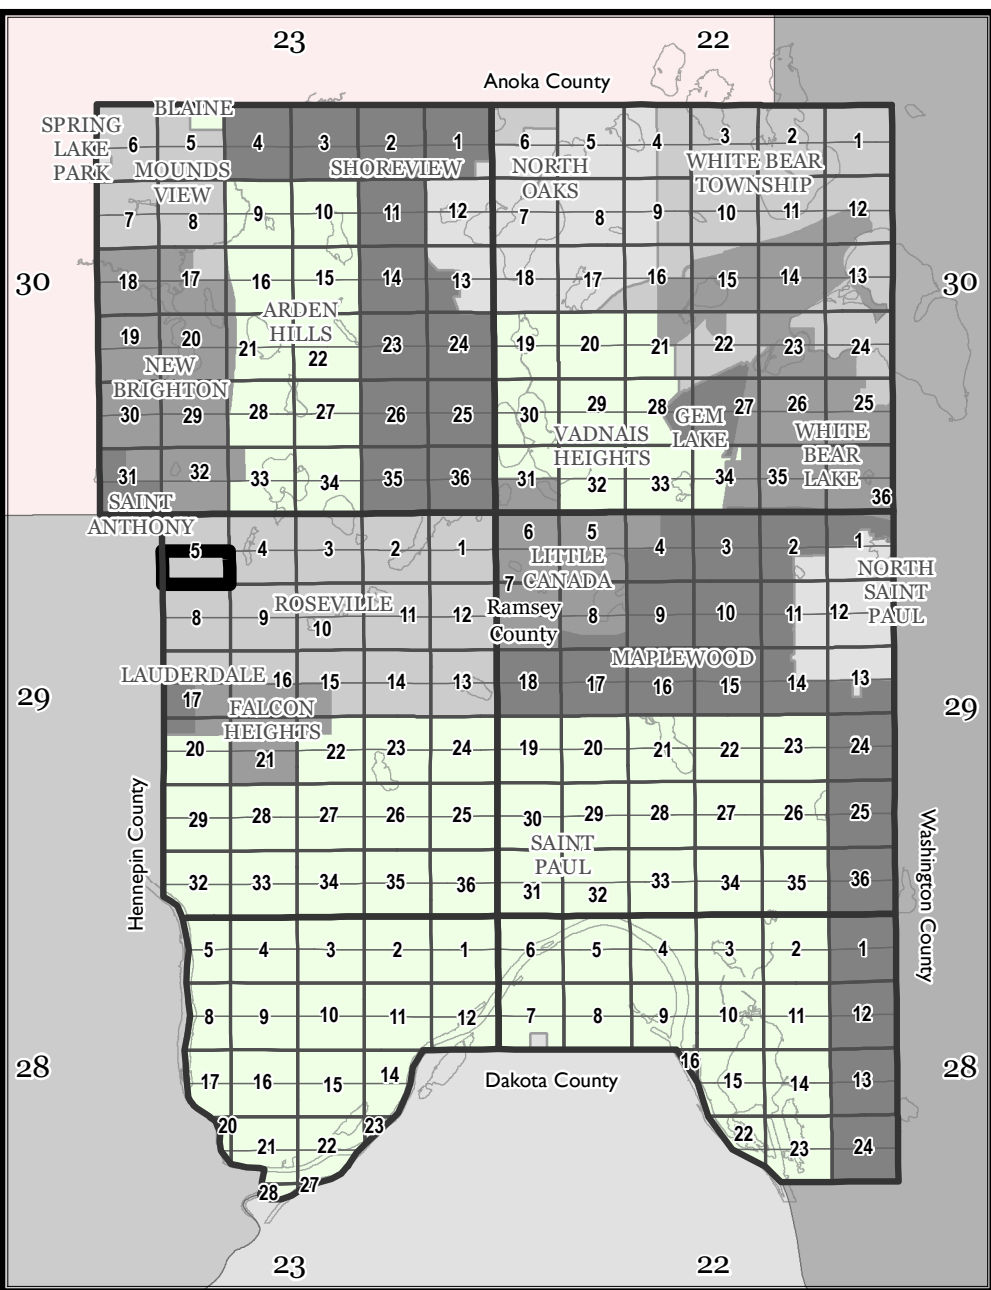 23 22
Anoka County
BLAINE
SPRING
LAKE
PARK
6 5 4 3 2 1 6 5 4 3 2 1
MOUNDS
VIEW
SHOREVIEW
NORTH
OAKS
WHITE BEAR
TOWNSHIP
7 8 9 10 11 12 7 8 9 10 11 12
30 18 17 16 15 14 13 18 17 16 15 14 13 30
ARDEN
HILLS
19 20 21 22 23 24 19 20 21 22 23 24
NEW
BRIGHTON
30 29 28 27 26 25 30 29 28 27 26 25
GEM
LAKE
VADNAIS
HEIGHTS
WHITE
BEAR
LAKE
31 32 33 34 35 36 31 32 33 34 35 36
SAINT
ANTHONY
5 4 3 2 1 6 5 4 3 2 1
LITTLE
CANADA
NORTH
SAINT
PAUL
8 9 10 11 12 7 8 9 10 11 12
ROSEVILLE
Ramsey
County
MAPLEWOOD
LAUDERDALE
29 17 16 15 14 13 18 17 16 15 14 13 29
FALCON
HEIGHTS
20 21 22 23 24 19 20 21 22 23 24
29 28 27 26 25 30 29 28 27 26 25
SAINT
PAUL
32 33 34 35 36 31 32 33 34 35 36
Hennepin County
Washington County
5 4 3 2 1 6 5 4 3 2 1
8 9 10 11 12 7 8 9 10 11 12
28 17 16 15 14 16 15 14 13 28
Dakota County
20 21 22 23 22 23 24
28 27
23 22